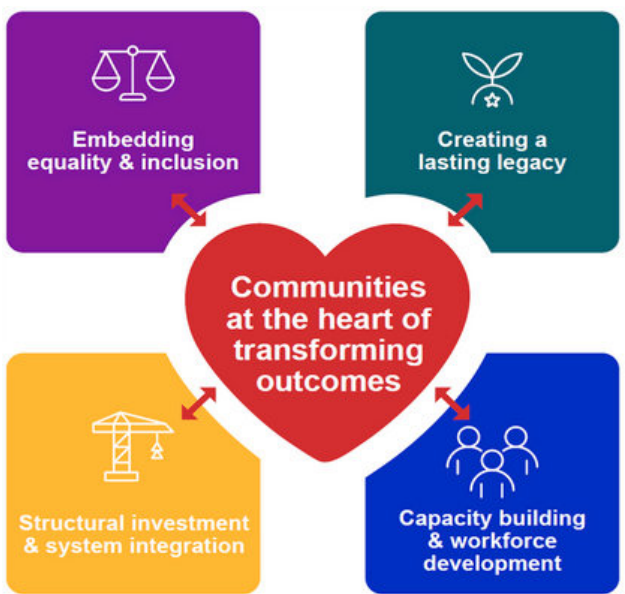 Embedding
equality & inclusion
Creating a
lasting legacy
Communities
at the heart of
transforming
outcomes
Structural investment
& system integration
Capacity building
& workforce
development